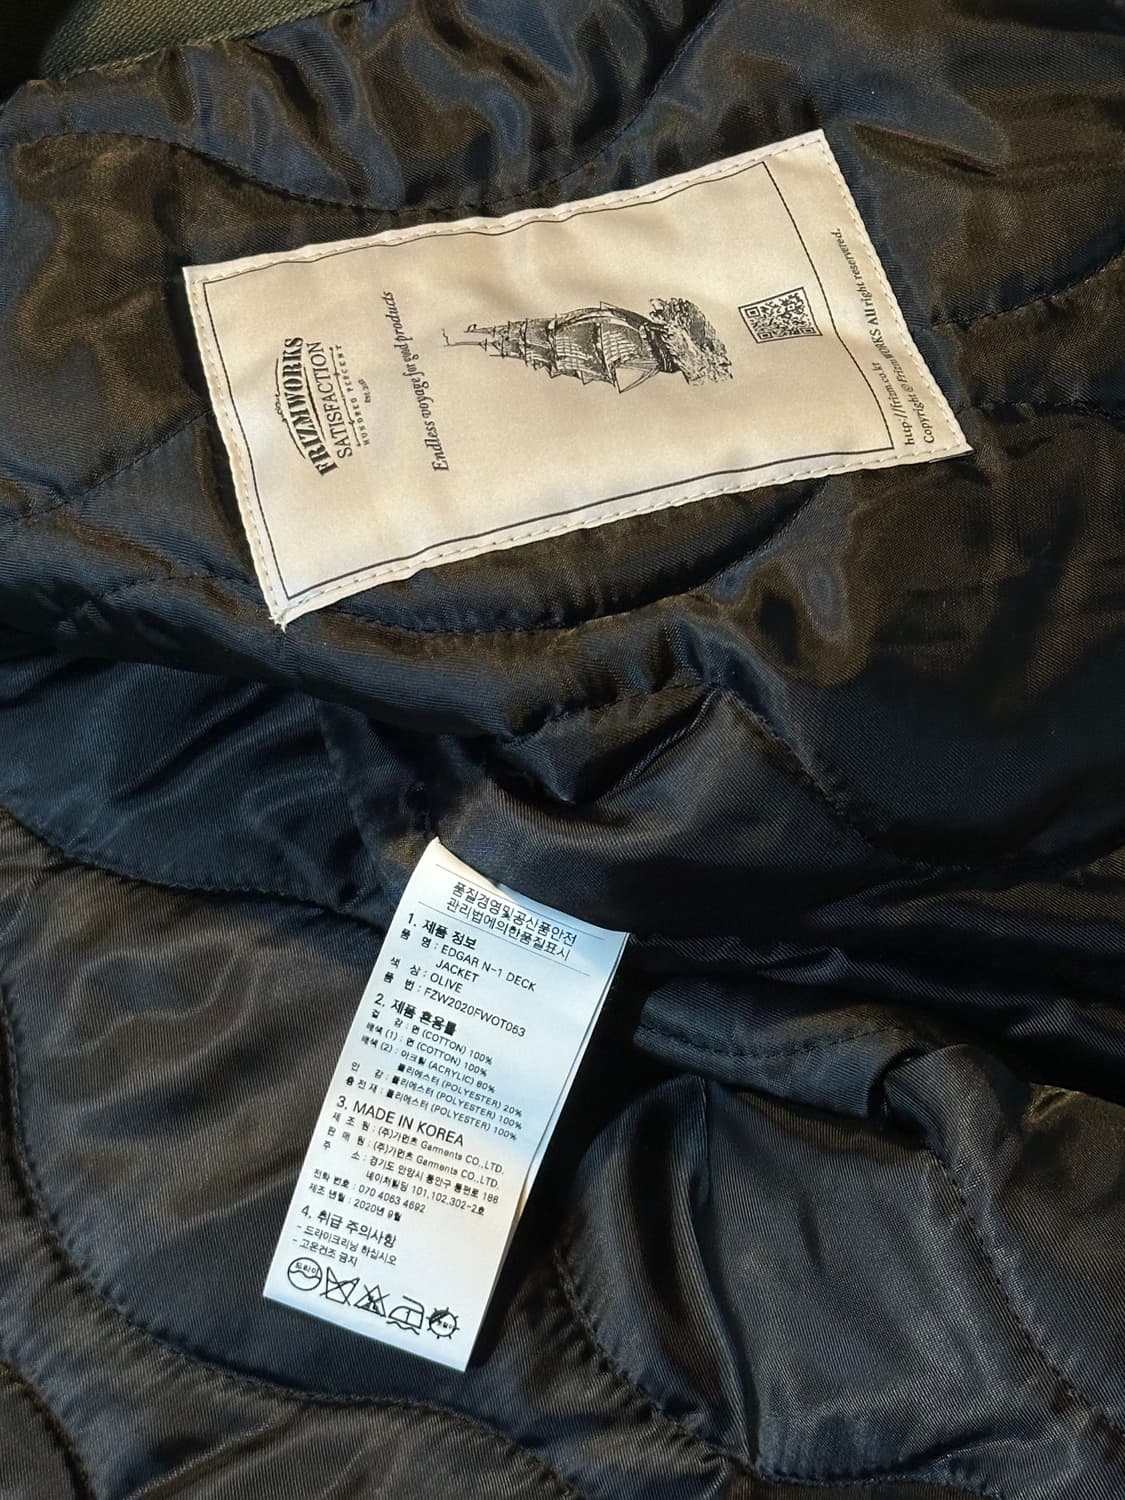 FRIZMWORKS
SATISFACTION
HUNDRED PERCENT
Endless voyage for good products
http://frizm.co.kr
Copyright @ FrizmWORKS All right reserved.
품질경영및공산품안전
관리법에의한품질표시
1. 제품 정보
품 명 : EDGAR N-1 DECK
JACKET
색 상 : OLIVE
품 번 : FZW2020FWOT063
2. 제품 혼용률
겉 감 : 면 (COTTON) 100%
배색 (1) : 면 (COTTON) 100%
배색 (2) : 아크릴 (ACRYLIC) 80%
폴리에스터 (POLYESTER) 20%
안 감 : 폴리에스터 (POLYESTER) 100%
충 전 재 : 폴리에스터 (POLYESTER) 100%
3. MADE IN KOREA
제 조 원 : (주)가먼츠 Garments CO.,LTD.
판 매 원 : (주)가먼츠 Garments CO.,LTD.
주 소 : 경기도 안양시 동안구 동편로 188
네이처빌딩 101,102,302-2호
전화 번호 : 070 4063 4692
제조 년월 : 2020년 9월
4. 취급 주의사항
- 드라이크리닝 하십시오
- 고온건조 금지
드라이